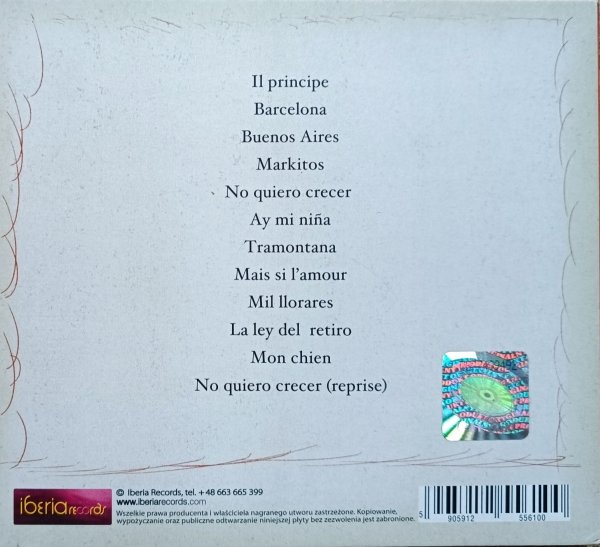 Il principe
Barcelona
Buenos Aires
Markitos
No quiero crecer
Ay mi niña
Tramontana
Mais si l'amour
Mil llorares
La ley del retiro
Mon chien
No quiero crecer (reprise)
iberia records
© Iberia Records, tel. +48 663 665 399
www.iberiarecords.com
Wszelkie prawa producenta i właściciela nagranego utworu zastrzeżone. Kopiowanie,
wypożyczanie oraz publiczne odtwarzanie niniejszej płyty bez zezwolenia jest zabronione.
5 905912 556100